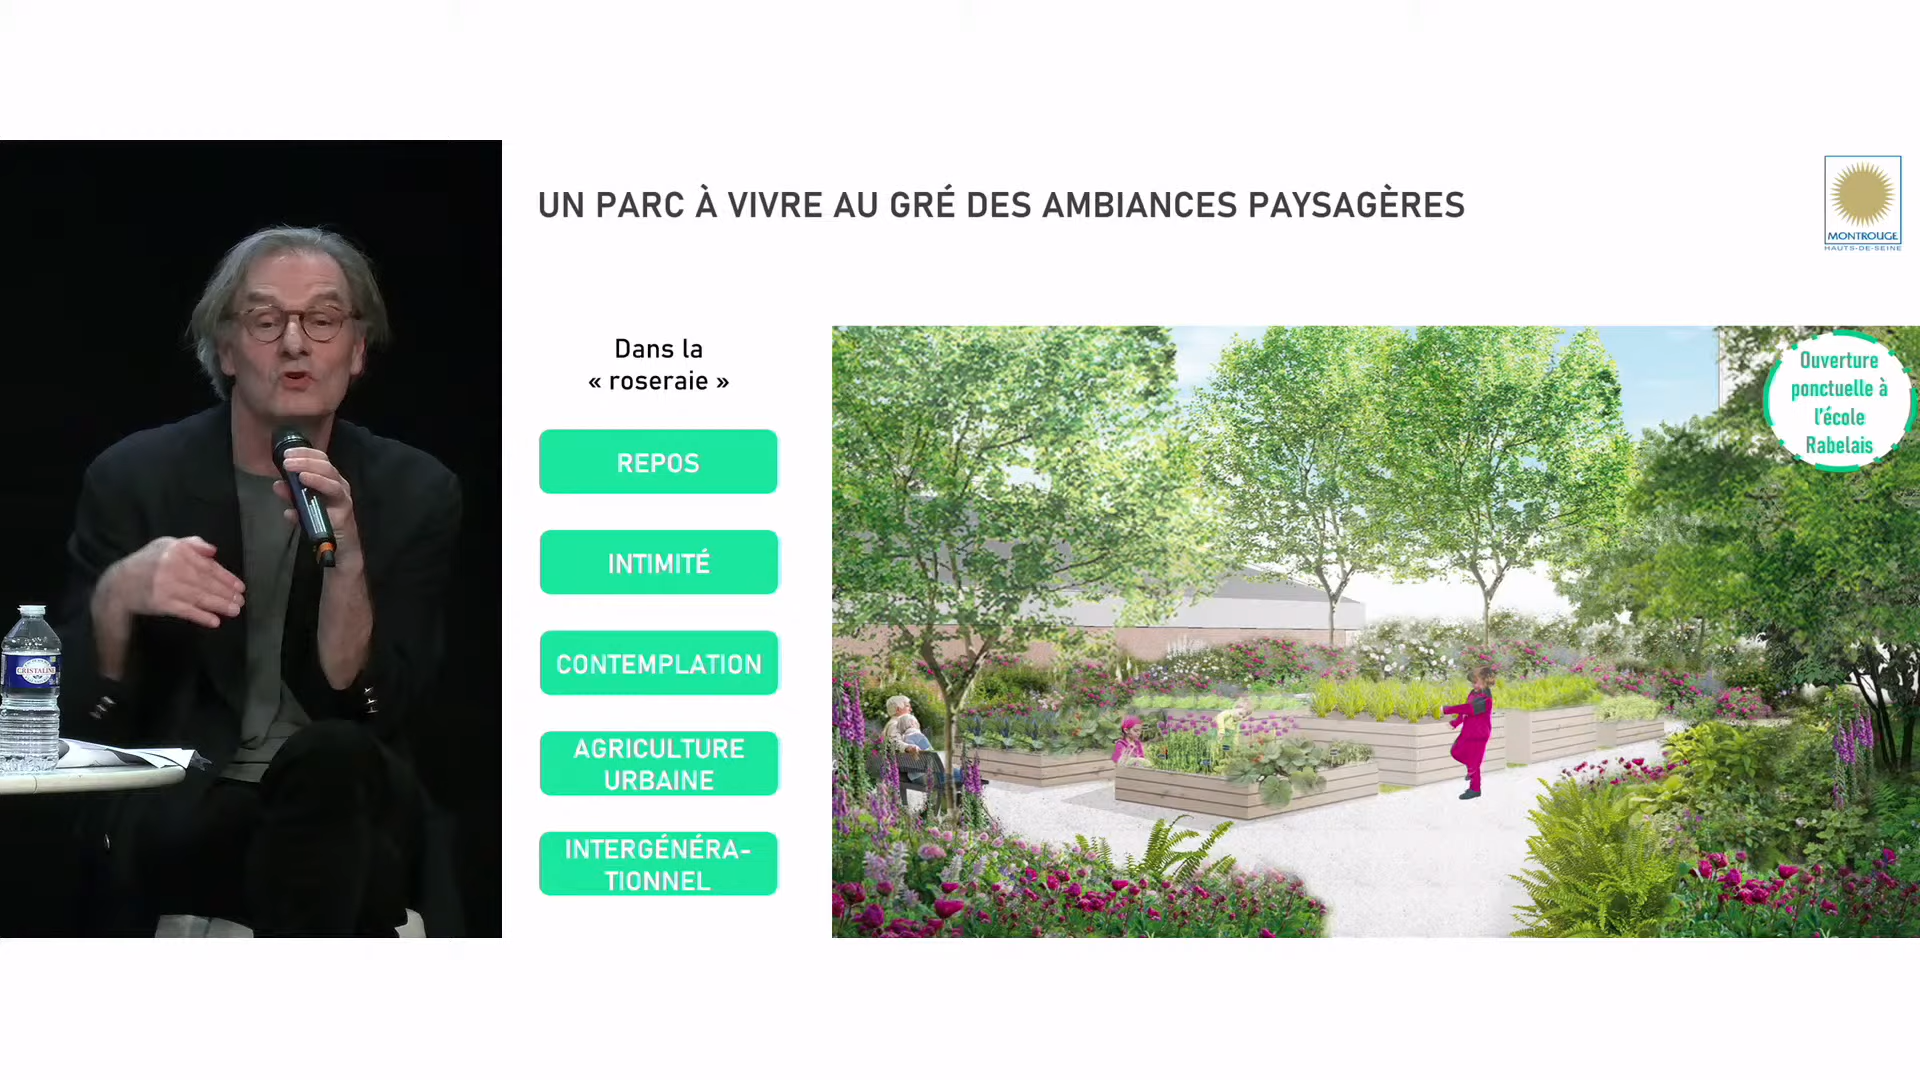 UN PARC À VIVRE AU GRÉ DES AMBIANCES PAYSAGÈRES
MONTROUGE
HAUTS-DE-SEINE
Dans la
« roseraie »
REPOS
INTIMITÉ
CONTEMPLATION
AGRICULTURE
URBAINE
INTERGÉNÉRA-
TIONNEL
Ouverture
ponctuelle à
l'école
Rabelais
CRISTALINE